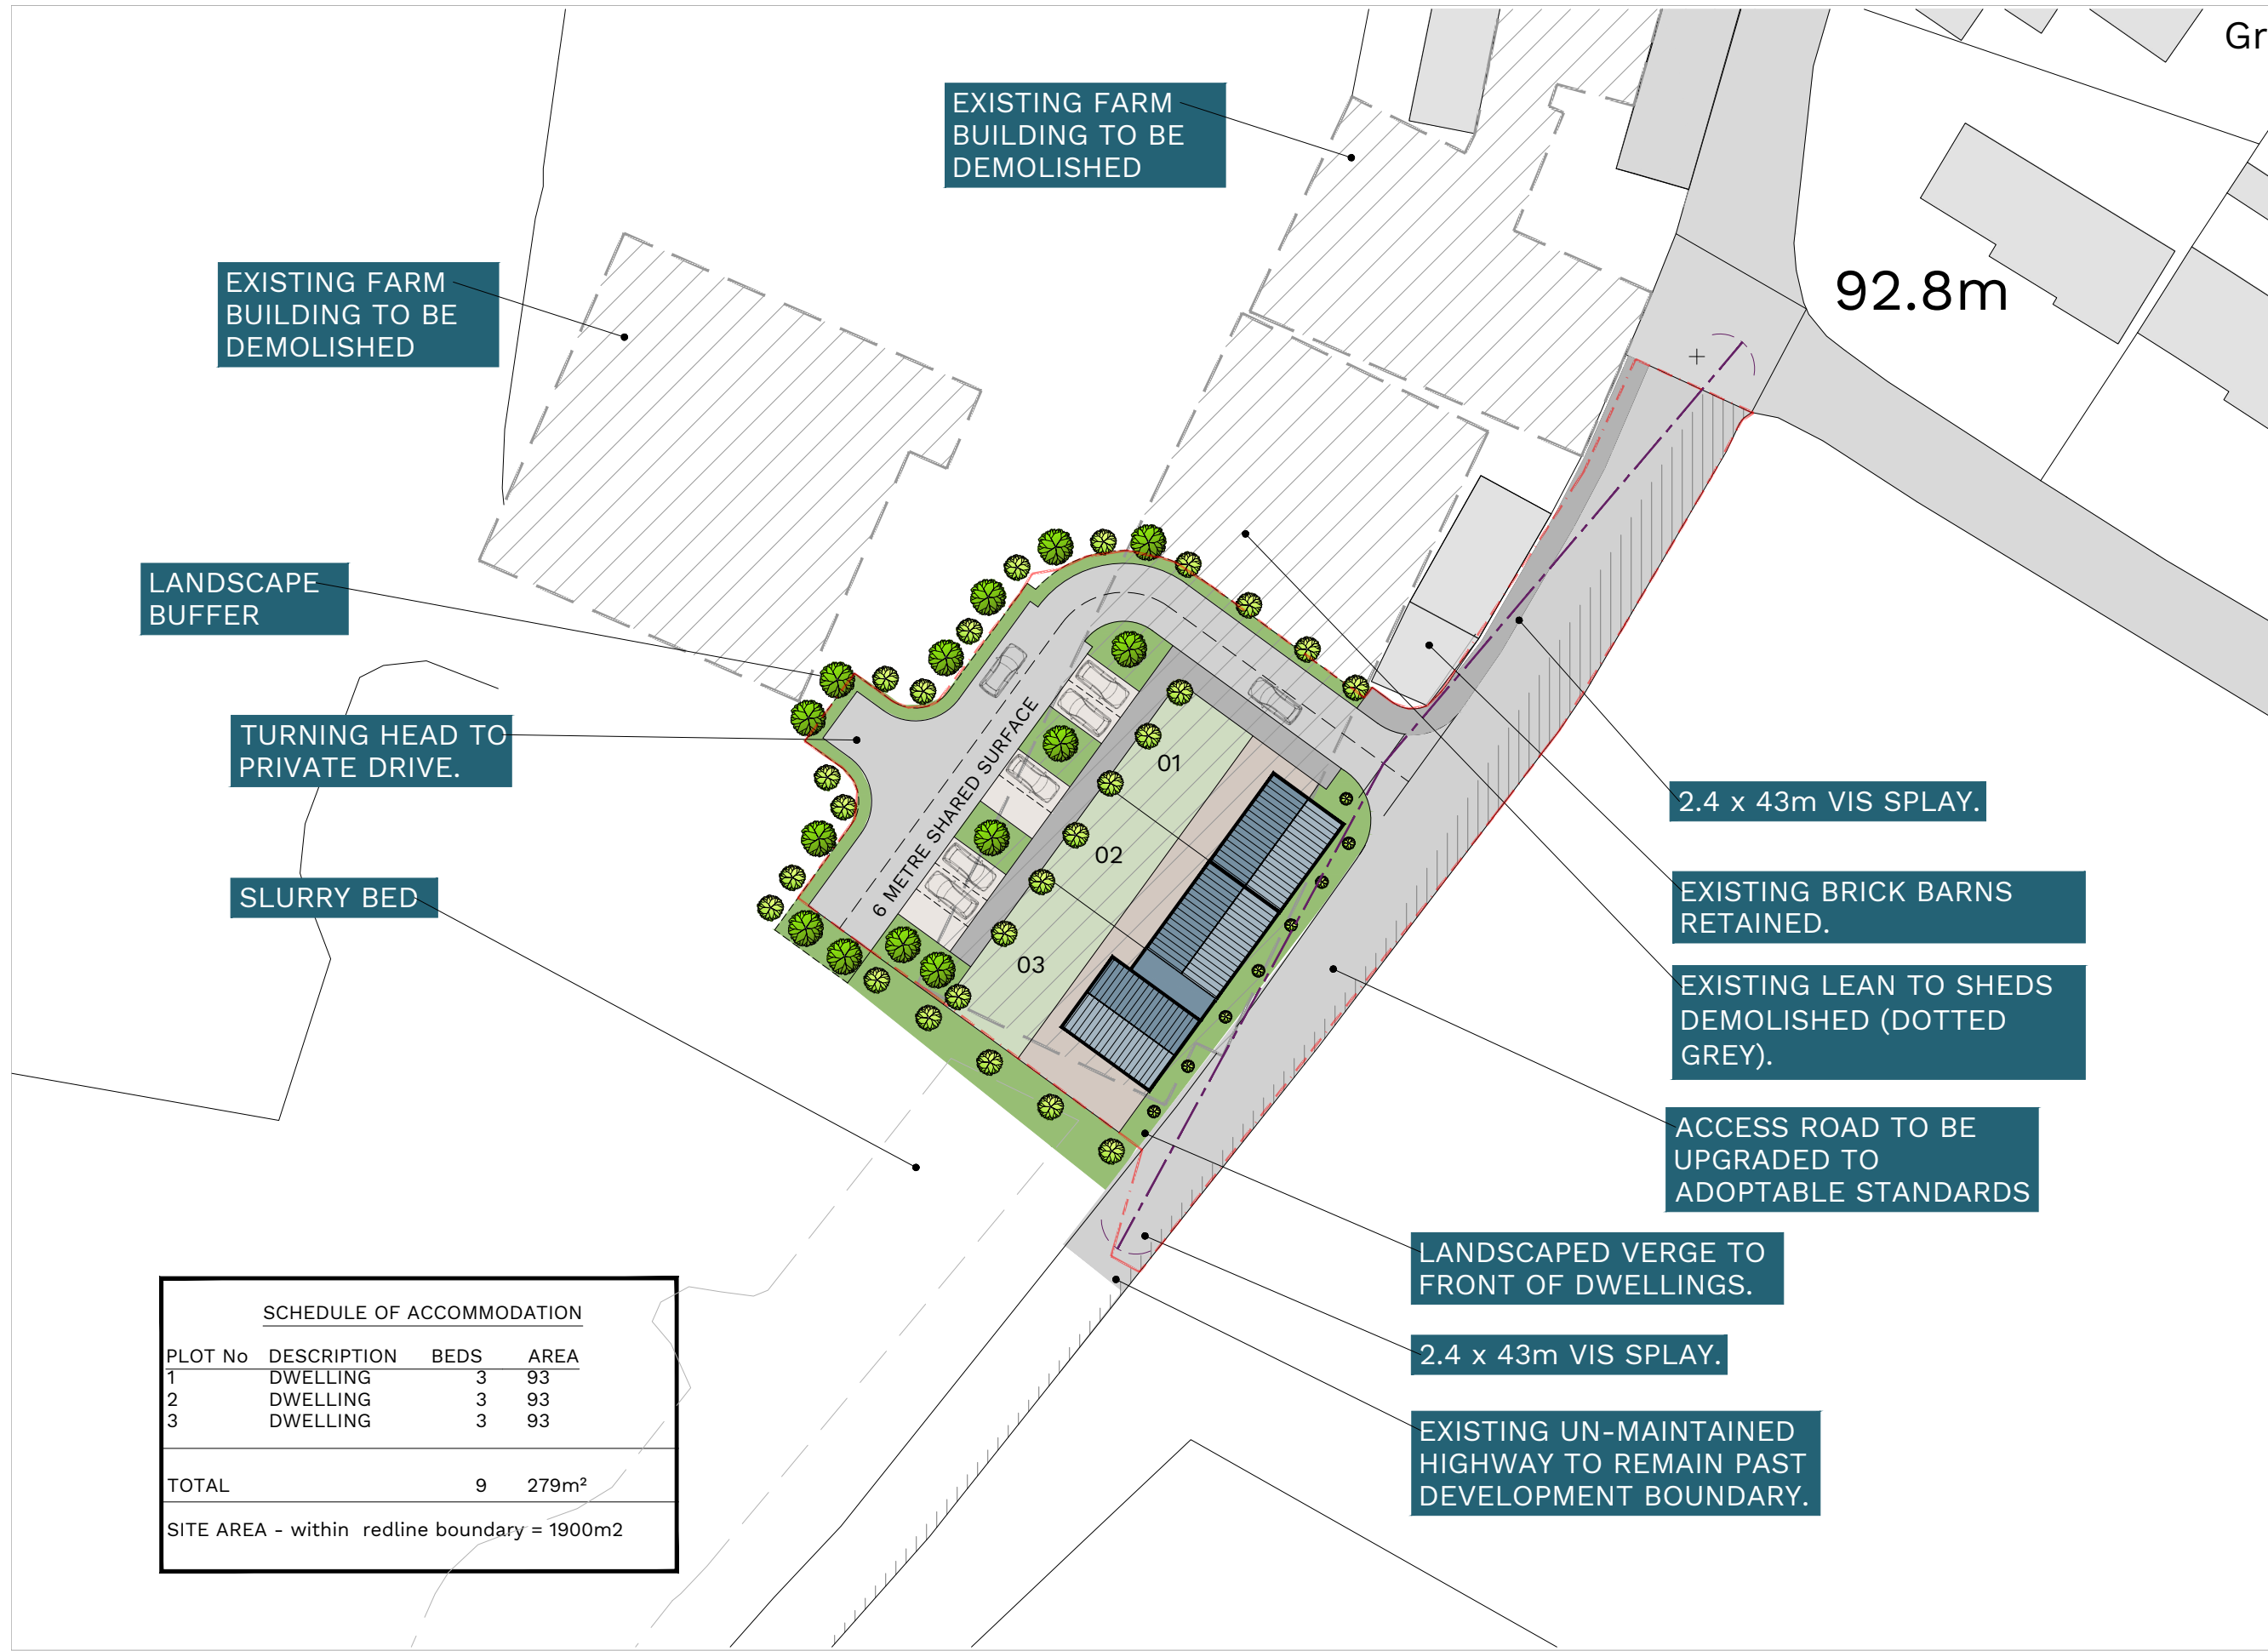 Gr
EXISTING FARM
BUILDING TO BE
DEMOLISHED
EXISTING FARM
BUILDING TO BE
DEMOLISHED
92.8m
LANDSCAPE
BUFFER
TURNING HEAD TO
PRIVATE DRIVE.
SLURRY BED
6 METRE SHARED SURFACE
01
02
03
2.4 x 43m VIS SPLAY.
EXISTING BRICK BARNS
RETAINED.
EXISTING LEAN TO SHEDS
DEMOLISHED (DOTTED
GREY).
ACCESS ROAD TO BE
UPGRADED TO
ADOPTABLE STANDARDS
LANDSCAPED VERGE TO
FRONT OF DWELLINGS.
2.4 x 43m VIS SPLAY.
EXISTING UN-MAINTAINED
HIGHWAY TO REMAIN PAST
DEVELOPMENT BOUNDARY.
SCHEDULE OF ACCOMMODATION
PLOT No DESCRIPTION BEDS AREA
1 DWELLING 3 93
2 DWELLING 3 93
3 DWELLING 3 93
TOTAL 9 279m²
SITE AREA - within redline boundary = 1900m2